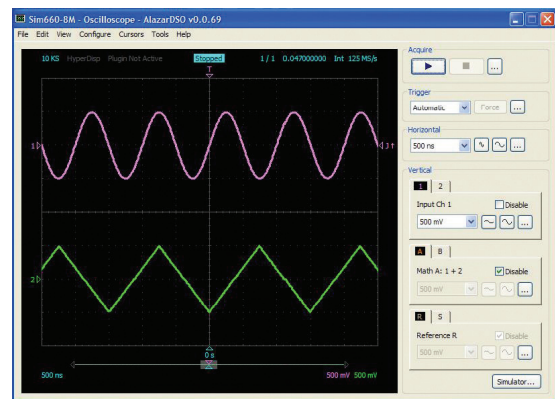 Sim660-8M - Oscilloscope - AlazarDSO v0.0.69
File Edit View Configure Cursors Tools Help
10 KS HyperDisp Plugin Not Active Stopped 1 / 1 0.047000000 Int 125 MS/s
T
1
J↑
2
0 s
500 ns 500 mV 500 mV
Acquire
...
Trigger
Automatic Force ...
Horizontal
500 ns ...
Vertical
1 2
Input Ch 1 Disable
500 mV ...
A B
Math A: 1 + 2 Disable
500 mV ...
R S
Reference R Disable
500 mV ...
Simulator...